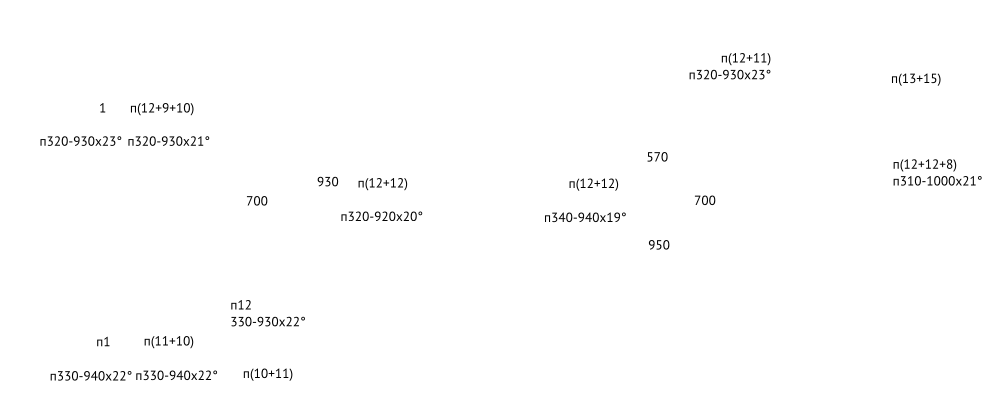 п(12+11)
п320-930x23°
п(13+15)
1 п(12+9+10)
п320-930x23° п320-930x21°
570
п(12+12+8)
п310-1000x21°
930 п(12+12)
п(12+12)
700
700
п320-920x20°
п340-940x19°
950
п12
330-930x22°
п1 п(11+10)
п330-940x22° п330-940x22°
п(10+11)